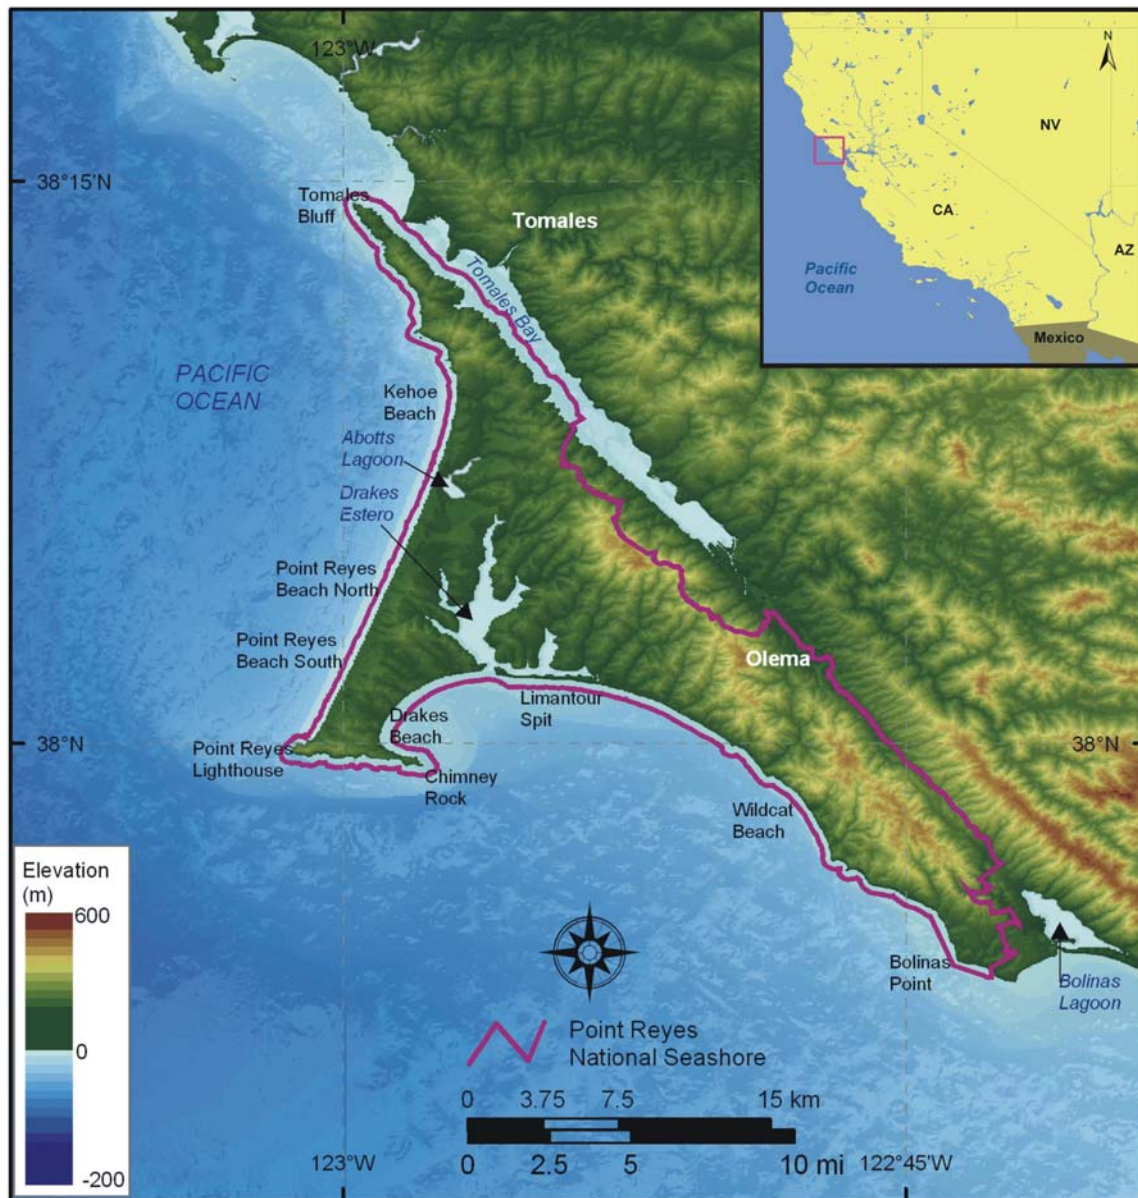 123°W
N
NV
CA
AZ
Pacific
Ocean
Mexico
38°15'N
Tomales
Bluff
Tomales
Tomales Bay
PACIFIC
OCEAN
Kehoe
Beach
Abotts
Lagoon
Drakes
Estero
Point Reyes
Beach North
Point Reyes
Beach South
Olema
Limantour
Spit
Drakes
Beach
38°N
Point Reyes
Lighthouse
38°N
Chimney
Rock
Wildcat
Beach
Elevation
(m)
600
0
-200
Bolinas
Point
Bolinas
Lagoon
Point Reyes
National Seashore
0 3.75 7.5 15 km
0 2.5 5 10 mi
123°W
122°45'W